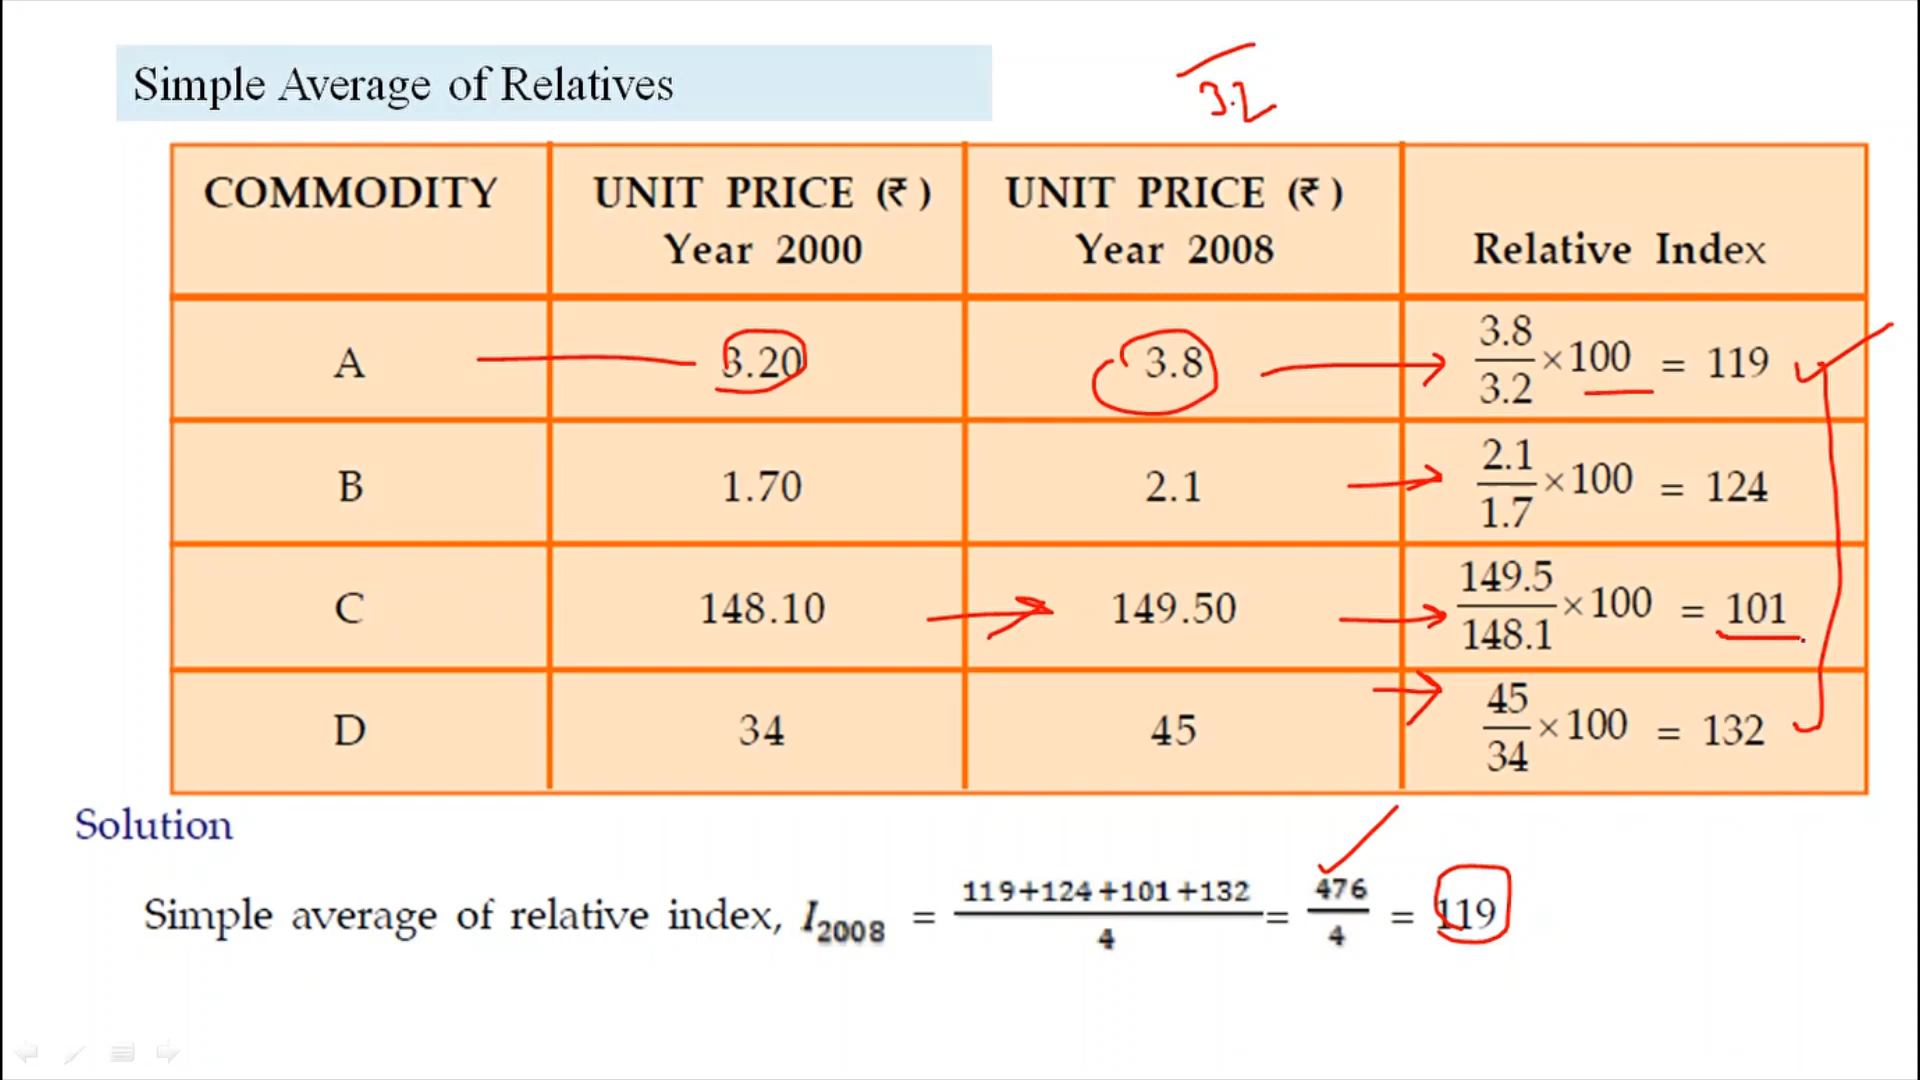 Simple Average of Relatives
3.2
COMMODITY UNIT PRICE (₹ ) Year 2000 UNIT PRICE (₹ ) Year 2008 Relative Index
A 3.20 3.8 3.8/3.2 ×100 = 119
B 1.70 2.1 2.1/1.7 ×100 = 124
C 148.10 149.50 149.5/148.1 ×100 = 101
D 34 45 45/34 ×100 = 132
Solution
Simple average of relative index, I2008 = 119+124+101+132/4 = 476/4 = 119